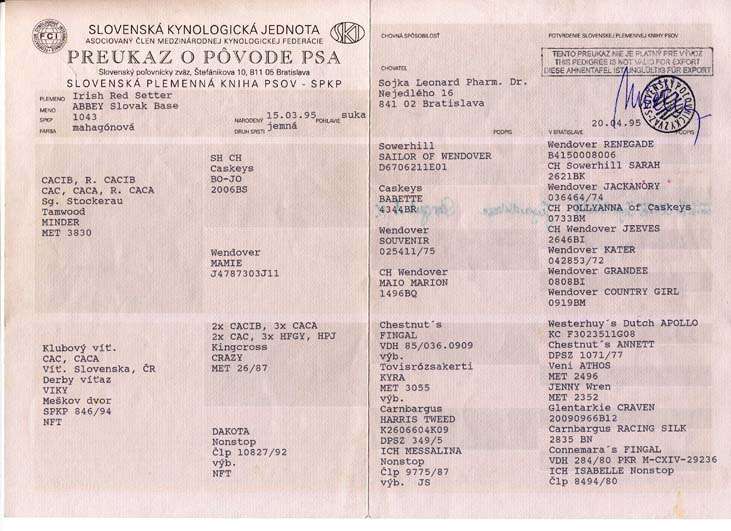 SLOVENSKÁ KYNOLOGICKÁ JEDNOTA
ASOCIOVANÝ ČLEN MEDZINÁRODNEJ KYNOLOGICKEJ FEDERÁCIE
FCI
SKJ
PREUKAZ O PÔVODE PSA
Slovenský poľovnícky zväz, Štefánikova 10, 811 05 Bratislava
SLOVENSKÁ PLEMENNÁ KNIHA PSOV - SPKP
PLEMENO Irish Red Setter
MENO ABBEY Slovak Base
SPKP 1043 NARODENÝ 15.03.95 POHLAVIE suka
FARBA mahagónová DRUH SRSTI jemná
CACIB, R. CACIB
CAC, CACA, R. CACA
Sg. Stockerau
Tamwood
MINDER
MET 3830
Klubový víť.
CAC, CACA
Víť. Slovenska, ČR
Derby víťaz
VIKY
Meškov dvor
SPKP 846/94
NFT
SH CH
Caskeys
BO-JO
2006BS
Wendover
MAMIE
J4787303J11
2x CACIB, 3x CACA
2x CAC, 3x HFGY, HPJ
Kingcross
CRAZY
MET 26/87
DAKOTA
Nonstop
Člp 10827/92
výb.
NFT
CHOVNÁ SPÔSOBILOSŤ
POTVRDENIE SLOVENSKEJ PLEMENNEJ KNIHY PSOV
TENTO PREUKAZ NIE JE PLATNÝ PRE VÝVOZ
THIS PEDIGREE IS NOT VALID FOR EXPORT
DIESE AHNENTAFEL IST UNGÜLTIG FÜR EXPORT
CHOVATEĽ
Sojka Leonard Pharm. Dr.
Nejedlého 16
841 02 Bratislava
20.04.95
PODPIS
V BRATISLAVE
PODPIS
Sowerhill
SAILOR OF WENDOVER
D6706211E01
Caskeys
BABETTE
4344BR
Wendover
SOUVENIR
025411/75
CH Wendover
MAIO MARION
1496BQ
Chestnut´s
FINGAL
VDH 85/036.0909
výb.
Tovisrözsakerti
KYRA
MET 3055
výb.
Carnbargus
HARRIS TWEED
K2606604K09
DPSZ 349/5
ICH MESSALINA
Nonstop
Člp 9775/87
výb. JS
Wendover RENEGADE
B4150008006
CH Sowerhill SARAH
2621BK
Wendover JACKANORY
036464/74
CH POLLYANNA of Caskeys
0733BM
CH Wendover JEEVES
2646BI
Wendover KATER
042853/72
Wendover GRANDEE
0808BI
Wendover COUNTRY GIRL
0919BM
Westerhuy´s Dutch APOLLO
KC F3023511G08
Chestnut´s ANNETT
DPSZ 1071/77
Veni ATHOS
MET 2496
JENNY Wren
MET 2352
Glentarkie CRAVEN
20090966B12
Carnbargus RACING SILK
2835 BN
Connemara´s FINGAL
VDH 284/80 PKR M-CXIV-29236
ICH ISABELLE Nonstop
Člp 8494/80